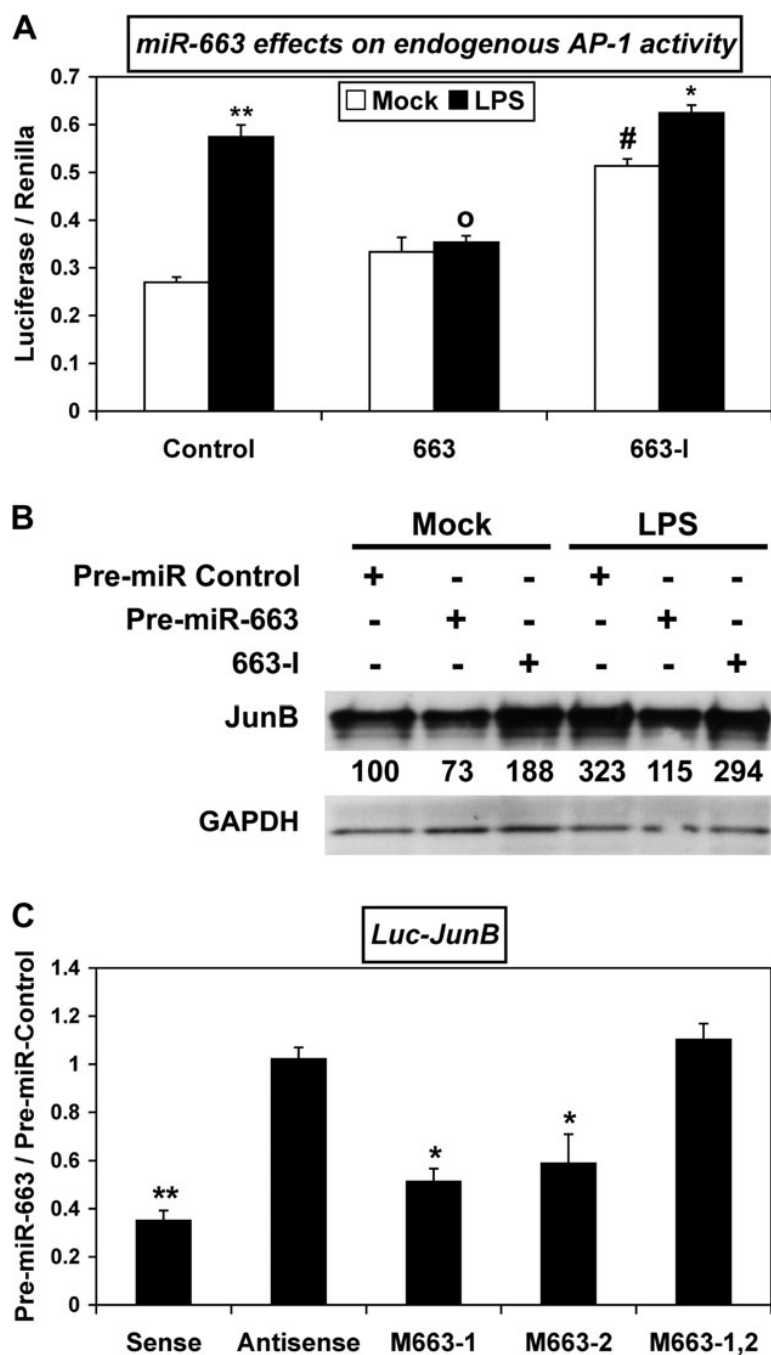 A
miR-663 effects on endogenous AP-1 activity
Luciferase / Renilla
0.7
0.6
0.5
0.4
0.3
0.2
0.1
0
Mock LPS
**
o
#
*
Control 663 663-I
B
Mock LPS
Pre-miR Control + - - + - -
Pre-miR-663 - + - - + -
663-I - - + - - +
JunB
100 73 188 323 115 294
GAPDH
C
Luc-JunB
Pre-miR-663 / Pre-miR-Control
1.4
1.2
1
0.8
0.6
0.4
0.2
0
**
*
*
Sense Antisense M663-1 M663-2 M663-1,2